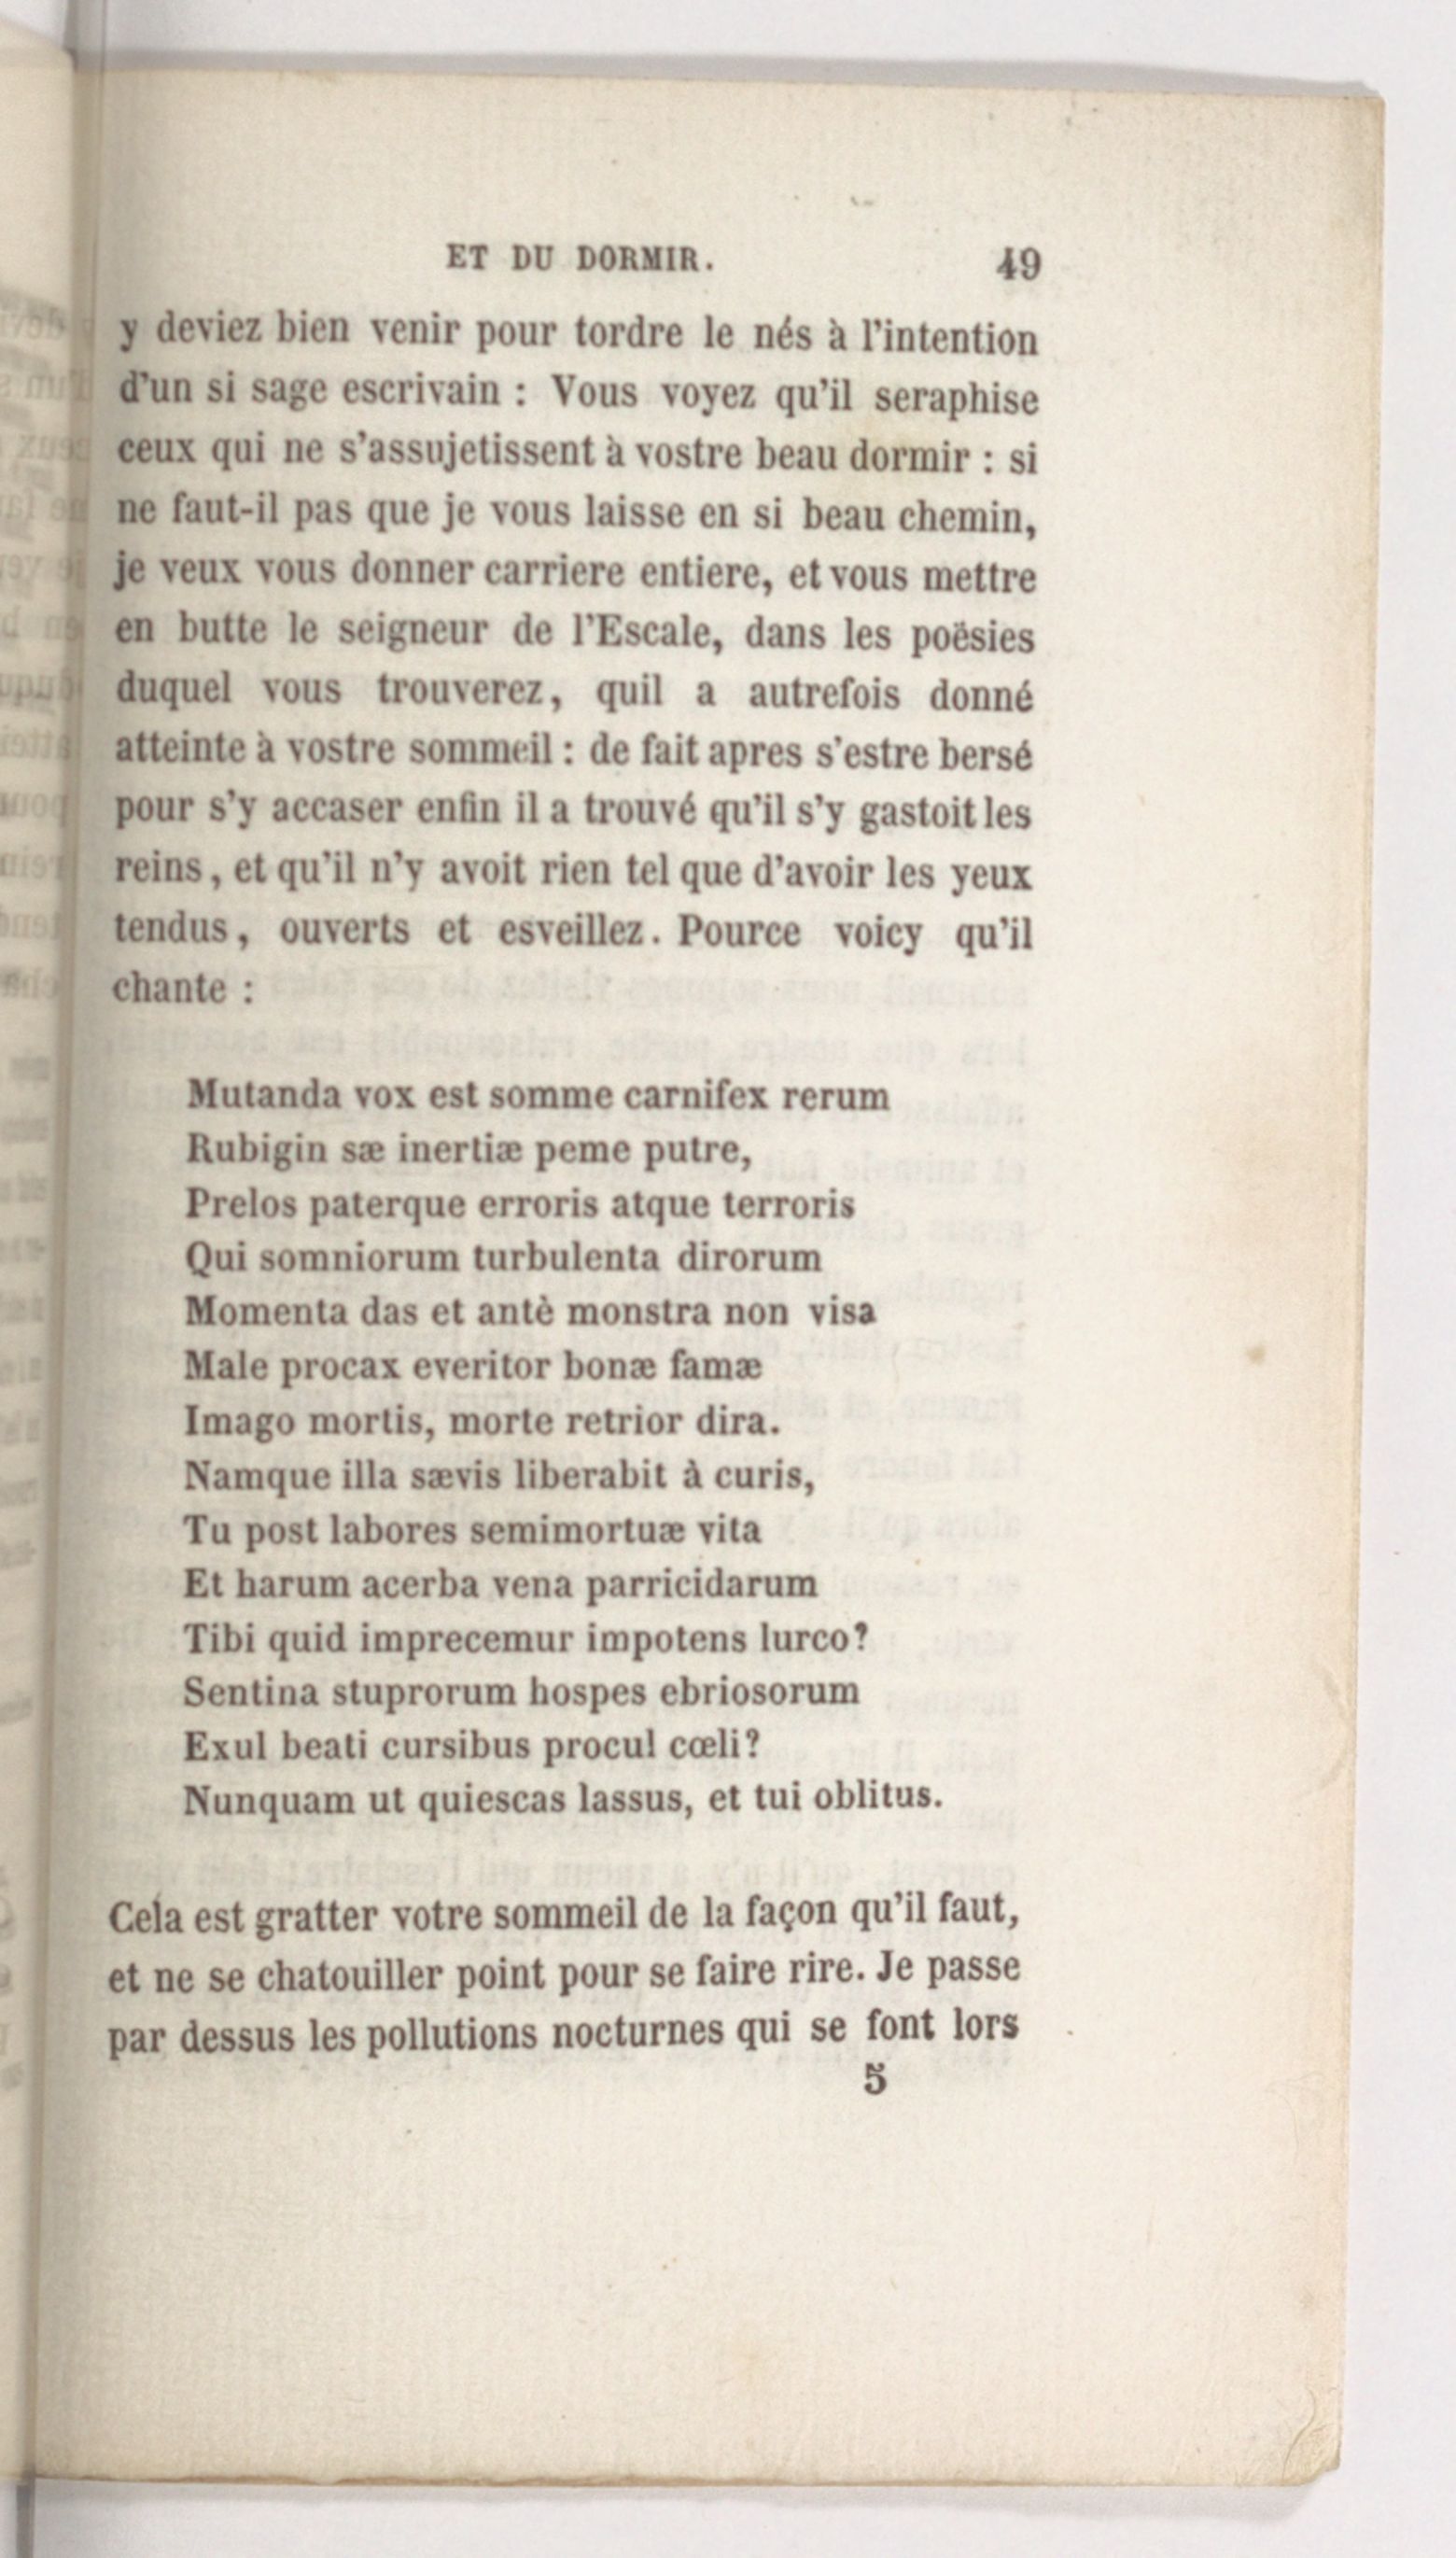 ET DU DORMIR. 49
y deviez bien venir pour tordre le nés à l'intention
d'un si sage escrivain : Vous voyez qu'il seraphise
ceux qui ne s'assujetissent à vostre beau dormir : si
ne faut-il pas que je vous laisse en si beau chemin,
je veux vous donner carriere entiere, et vous mettre
en butte le seigneur de l'Escale, dans les poësies
duquel vous trouverez, quil a autrefois donné
atteinte à vostre sommeil : de fait apres s'estre bersé
pour s'y accaser enfin il a trouvé qu'il s'y gastoit les
reins, et qu'il n'y avoit rien tel que d'avoir les yeux
tendus, ouverts et esveillez. Pource voicy qu'il
chante :
Mutanda vox est somme carnifex rerum
Rubigin sæ inertiæ peme putre,
Prelos paterque erroris atque terroris
Qui somniorum turbulenta dirorum
Momenta das et antè monstra non visa
Male procax everitor bonæ famæ
Imago mortis, morte retrior dira.
Namque illa sævis liberabit à curis,
Tu post labores semimortuæ vita
Et harum acerba vena parricidarum
Tibi quid imprecemur impotens lurco?
Sentina stuprorum hospes ebriosorum
Exul beati cursibus procul cœli?
Nunquam ut quiescas lassus, et tui oblitus.
Cela est gratter votre sommeil de la façon qu'il faut,
et ne se chatouiller point pour se faire rire. Je passe
par dessus les pollutions nocturnes qui se font lors
5